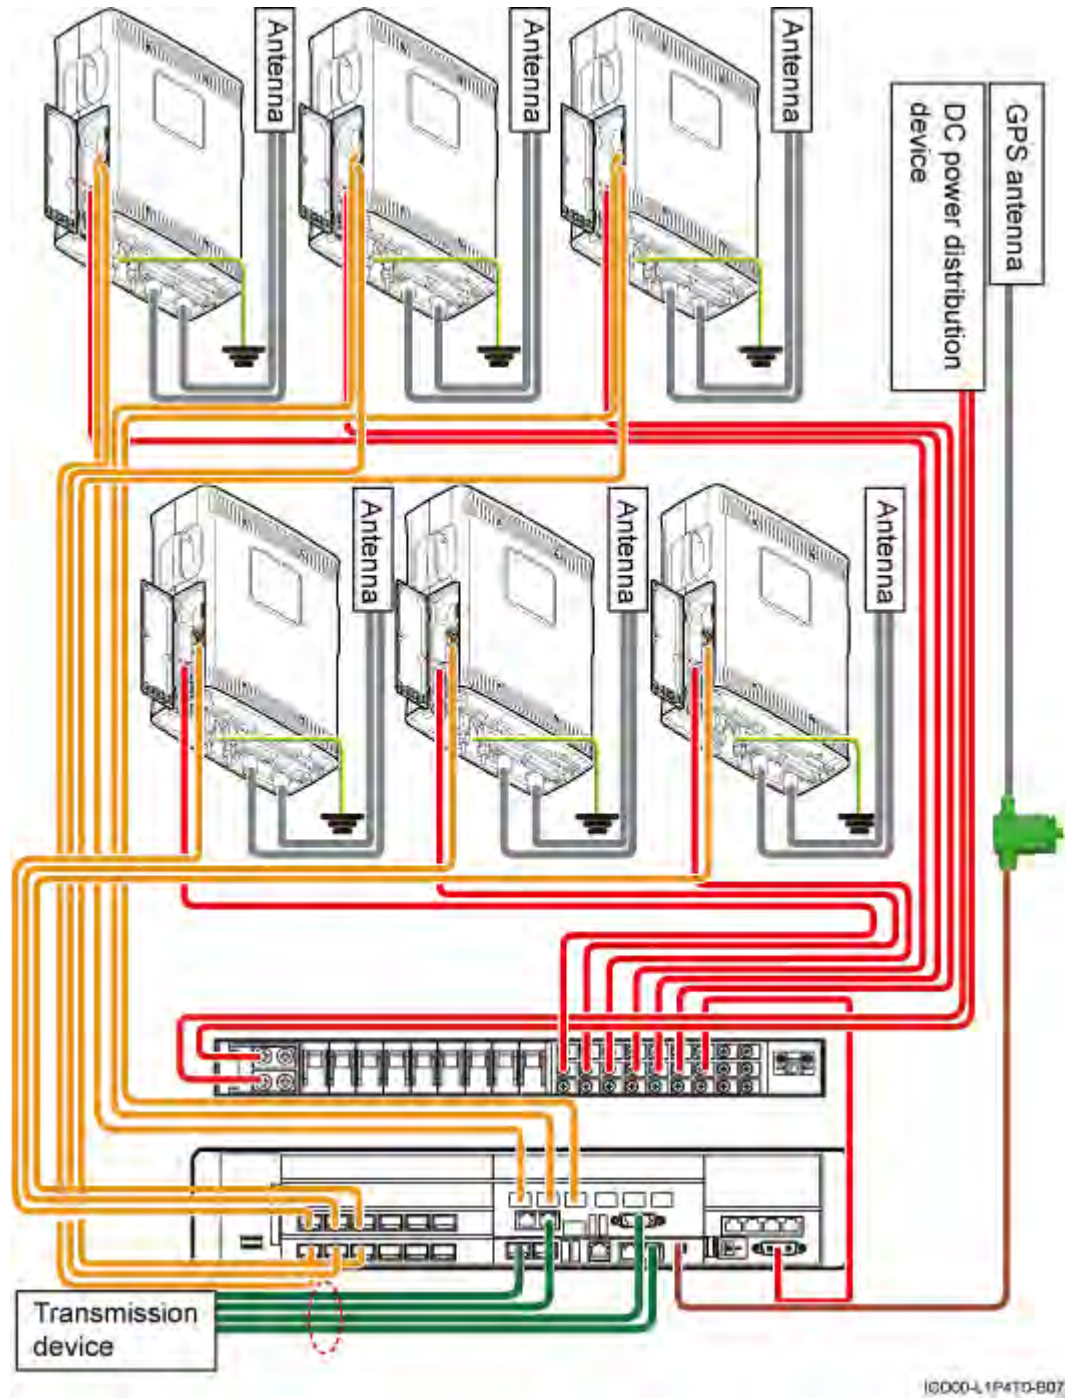 Antenna
Antenna
Antenna
DC power distribution
device
GPS antenna
Antenna
Antenna
Antenna
Transmission
device